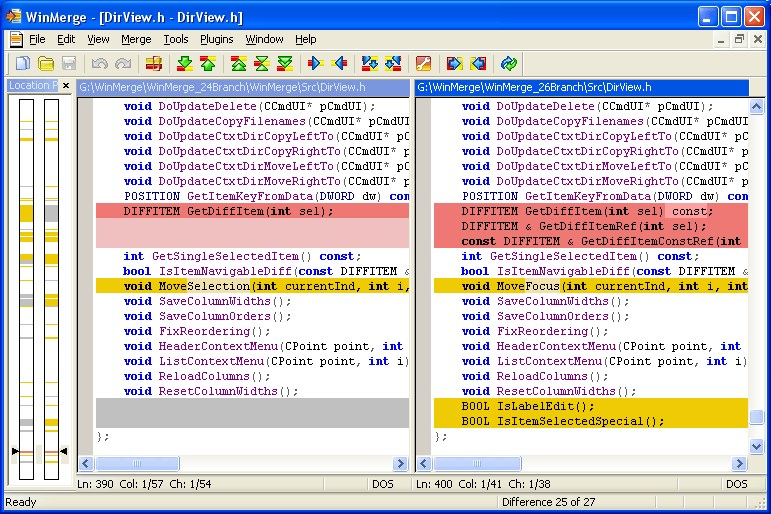 WinMerge - [DirView.h - DirView.h]
File Edit View Merge Tools Plugins Window Help
Location P
G:\WinMerge\WinMerge_24Branch\Src\DirView.h
void DoUpdateDelete(CCmdUI* pCmdUI);
void DoUpdateCopyFilenames(CCmdUI* pCmdUI
void DoUpdateCtxtDirCopyLeftTo(CCmdUI* pC
void DoUpdateCtxtDirCopyRightTo(CCmdUI* p
void DoUpdateCtxtDirMoveLeftTo(CCmdUI* pC
void DoUpdateCtxtDirMoveRightTo(CCmdUI* p
POSITION GetItemKeyFromData(DWORD dw) con
DIFFITEM GetDiffItem(int sel);
int GetSingleSelectedItem() const;
bool IsItemNavigableDiff(const DIFFITEM &
void MoveSelection(int currentInd, int i,
void SaveColumnWidths();
void SaveColumnOrders();
void FixReordering();
void HeaderContextMenu(CPoint point, int
void ListContextMenu(CPoint point, int i)
void ReloadColumns();
void ResetColumnWidths();
};
Ln: 390 Col: 1/57 Ch: 1/54 DOS
G:\WinMerge\WinMerge_26Branch\Src\DirView.h
void DoUpdateDelete(CCmdUI* pCmdUI);
void DoUpdateCopyFilenames(CCmdUI* pCmdU
void DoUpdateCtxtDirCopyLeftTo(CCmdUI* p
void DoUpdateCtxtDirCopyRightTo(CCmdUI*
void DoUpdateCtxtDirMoveLeftTo(CCmdUI* p
void DoUpdateCtxtDirMoveRightTo(CCmdUI*
POSITION GetItemKeyFromData(DWORD dw) co
DIFFITEM GetDiffItem(int sel) const;
DIFFITEM & GetDiffItemRef(int sel);
const DIFFITEM & GetDiffItemConstRef(int
int GetSingleSelectedItem() const;
bool IsItemNavigableDiff(const DIFFITEM &
void MoveFocus(int currentInd, int i, int
void SaveColumnWidths();
void SaveColumnOrders();
void FixReordering();
void HeaderContextMenu(CPoint point, int
void ListContextMenu(CPoint point, int i)
void ReloadColumns();
void ResetColumnWidths();
BOOL IsLabelEdit();
BOOL IsItemSelectedSpecial();
};
Ln: 400 Col: 1/41 Ch: 1/38 DOS
Ready Difference 25 of 27